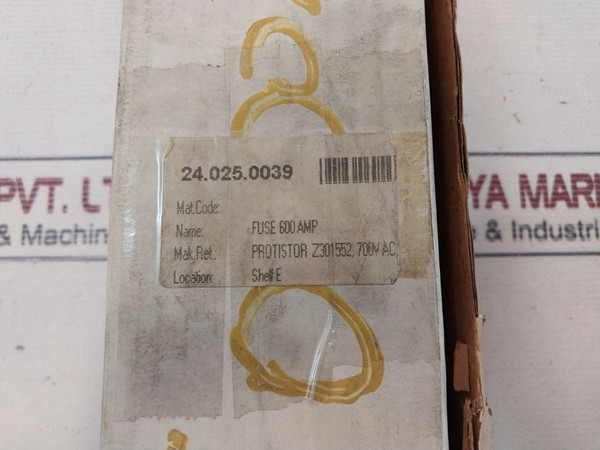 24.025.0039
Mat.Code:
Name: FUSE 600 AMP
Mak.Ref.: PROTISTOR Z301552, 700V AC,
Location: Shelf E
PVT. LT
& Machin
YA MARI
& Industri